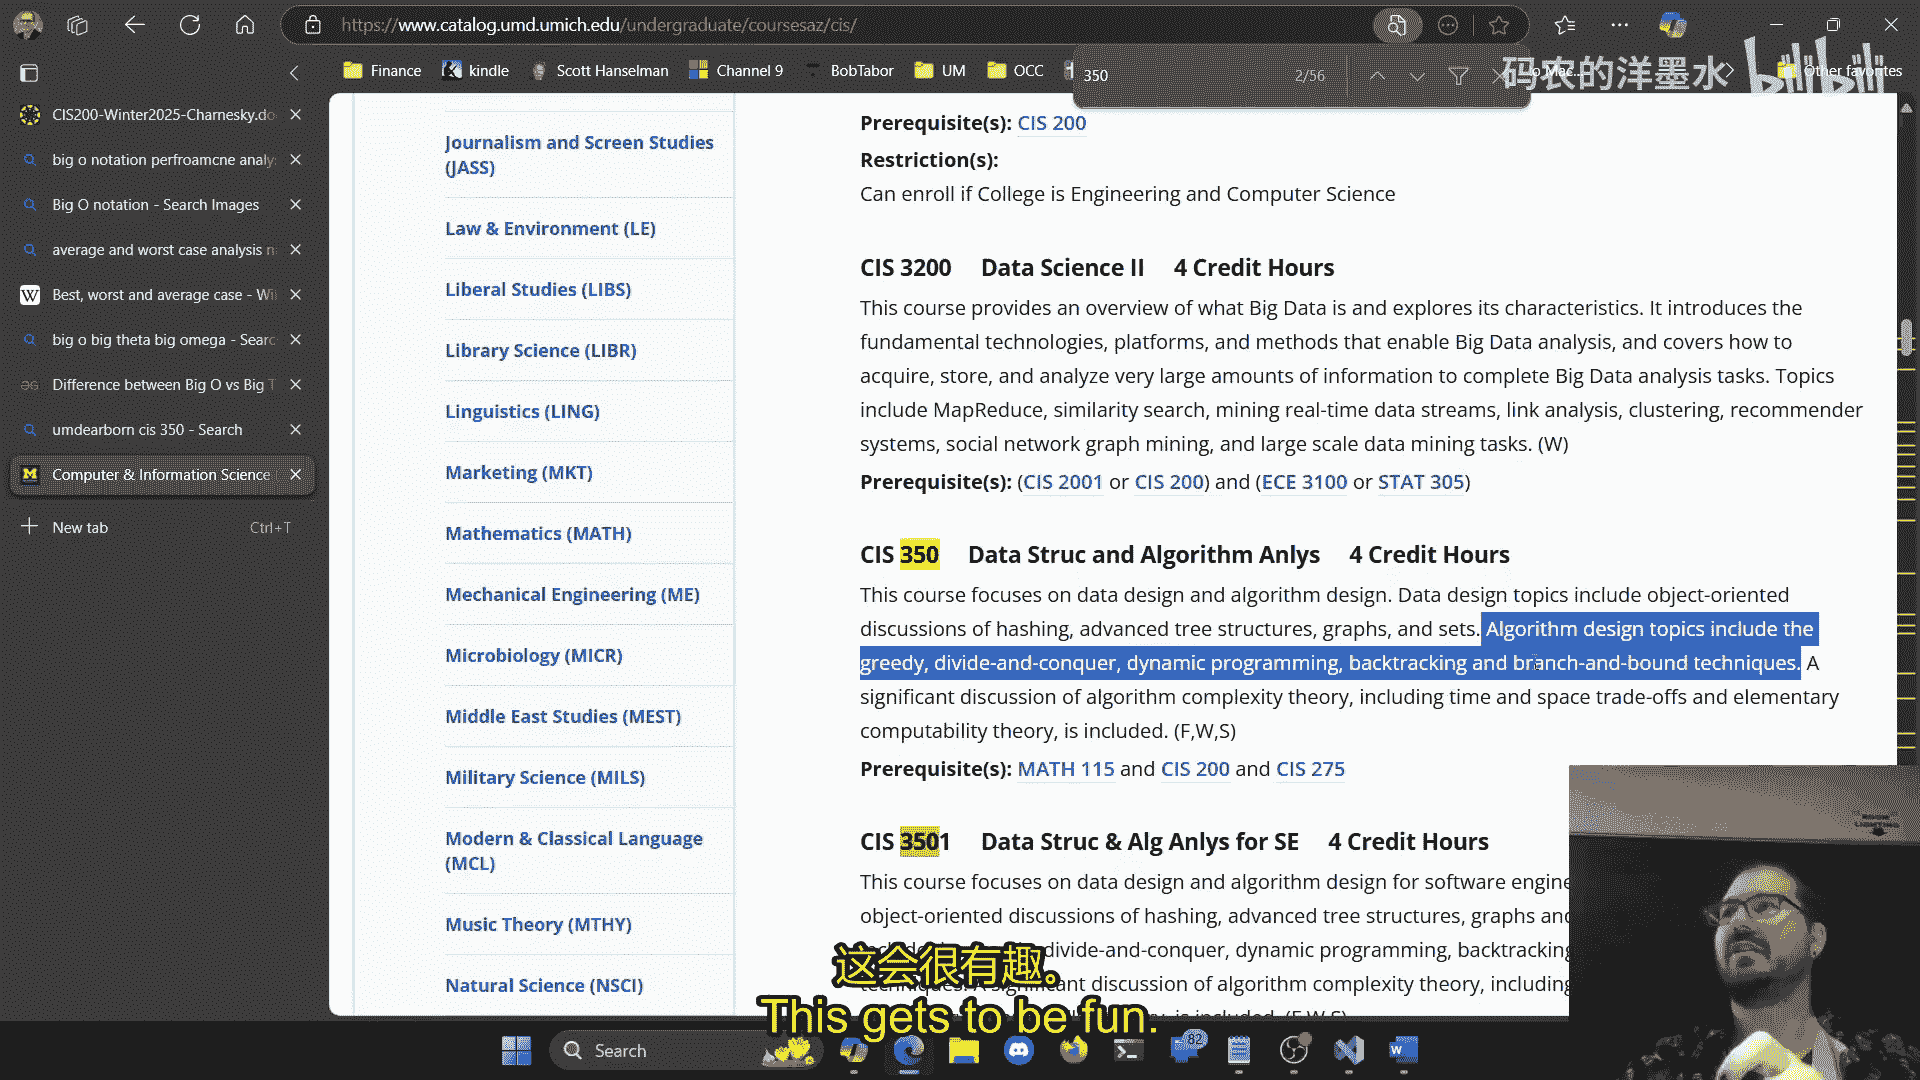 https://www.catalog.umd.umich.edu/undergraduate/coursesaz/cis/
Finance
kindle
Scott Hanselman
Channel 9
BobTabor
UM
OCC
350
2/56
码农的洋墨水
bilibili
Other favorites
CIS200-Winter2025-Charnesky.do
big o notation perfroamcne analy
Big O notation - Search Images
average and worst case analysis n
Best, worst and average case - Wi
big o big theta big omega - Searc
Difference between Big O vs Big T
umdearborn cis 350 - Search
Computer & Information Science
New tab
Ctrl+T
Journalism and Screen Studies
(JASS)
Law & Environment (LE)
Liberal Studies (LIBS)
Library Science (LIBR)
Linguistics (LING)
Marketing (MKT)
Mathematics (MATH)
Mechanical Engineering (ME)
Microbiology (MICR)
Middle East Studies (MEST)
Military Science (MILS)
Modern & Classical Language
(MCL)
Music Theory (MTHY)
Natural Science (NSCI)
Prerequisite(s): CIS 200
Restriction(s):
Can enroll if College is Engineering and Computer Science
CIS 3200 Data Science II 4 Credit Hours
This course provides an overview of what Big Data is and explores its characteristics. It introduces the
fundamental technologies, platforms, and methods that enable Big Data analysis, and covers how to
acquire, store, and analyze very large amounts of information to complete Big Data analysis tasks. Topics
include MapReduce, similarity search, mining real-time data streams, link analysis, clustering, recommender
systems, social network graph mining, and large scale data mining tasks. (W)
Prerequisite(s): (CIS 2001 or CIS 200) and (ECE 3100 or STAT 305)
CIS 350 Data Struc and Algorithm Anlys 4 Credit Hours
This course focuses on data design and algorithm design. Data design topics include object-oriented
discussions of hashing, advanced tree structures, graphs, and sets. Algorithm design topics include the
greedy, divide-and-conquer, dynamic programming, backtracking and branch-and-bound techniques. A
significant discussion of algorithm complexity theory, including time and space trade-offs and elementary
computability theory, is included. (F,W,S)
Prerequisite(s): MATH 115 and CIS 200 and CIS 275
CIS 3501 Data Struc & Alg Anlys for SE 4 Credit Hours
This course focuses on data design and algorithm design for software engine
object-oriented discussions of hashing, advanced tree structures, graphs and
divide-and-conquer, dynamic programming, backtracking
discussion of algorithm complexity theory, including
is included. (F,W,S)
这会很有趣。
This gets to be fun.
Search
82